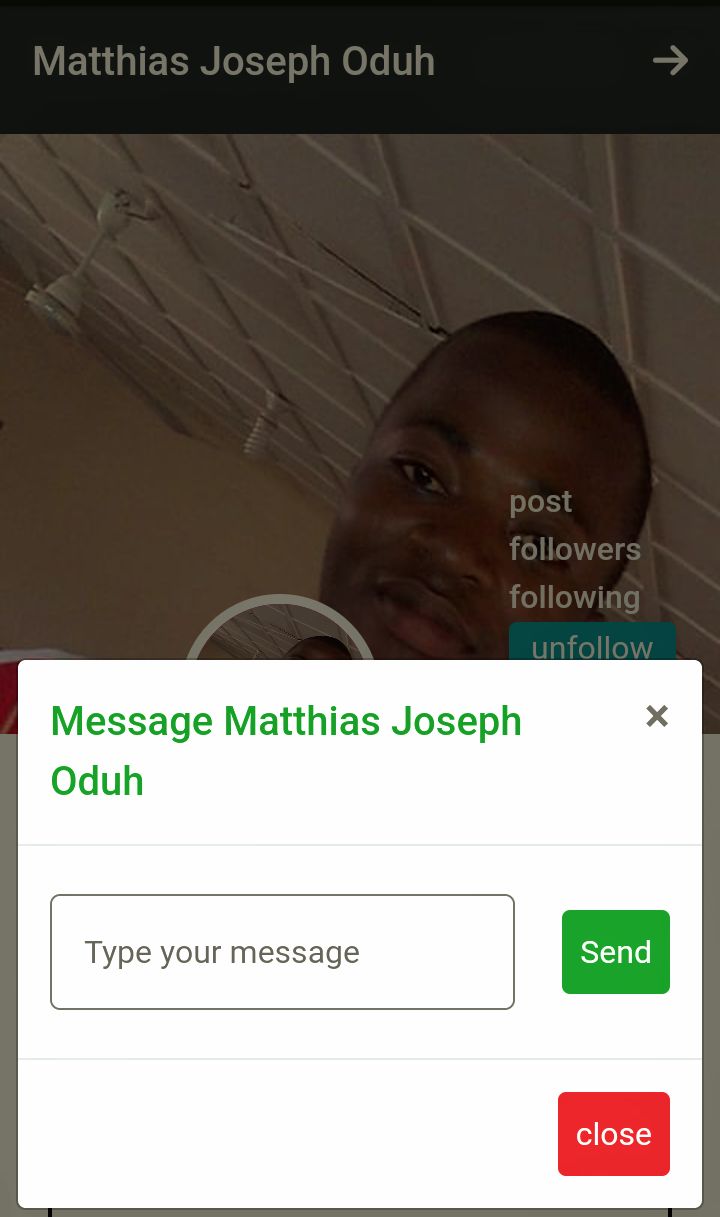 Matthias Joseph Oduh →
post
followers
following
unfollow
Message Matthias Joseph
Oduh
×
Type your message
Send
close